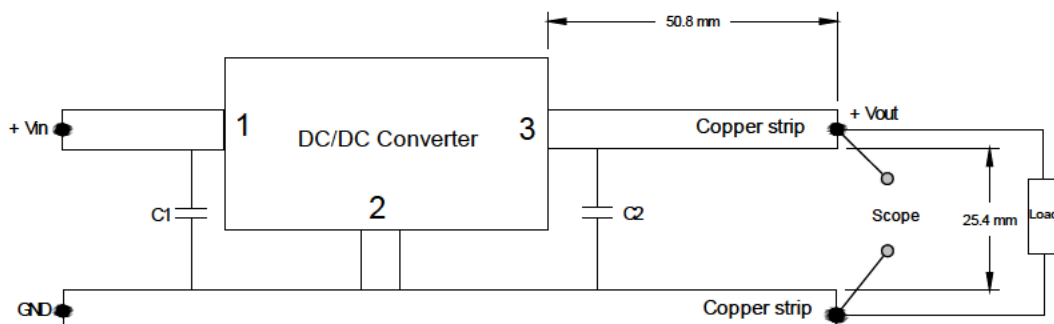 50.8 mm
+ Vin
1
DC/DC Converter
3
Copper strip
+ Vout
C1
2
C2
Scope
25.4 mm
Load
GND
Copper strip